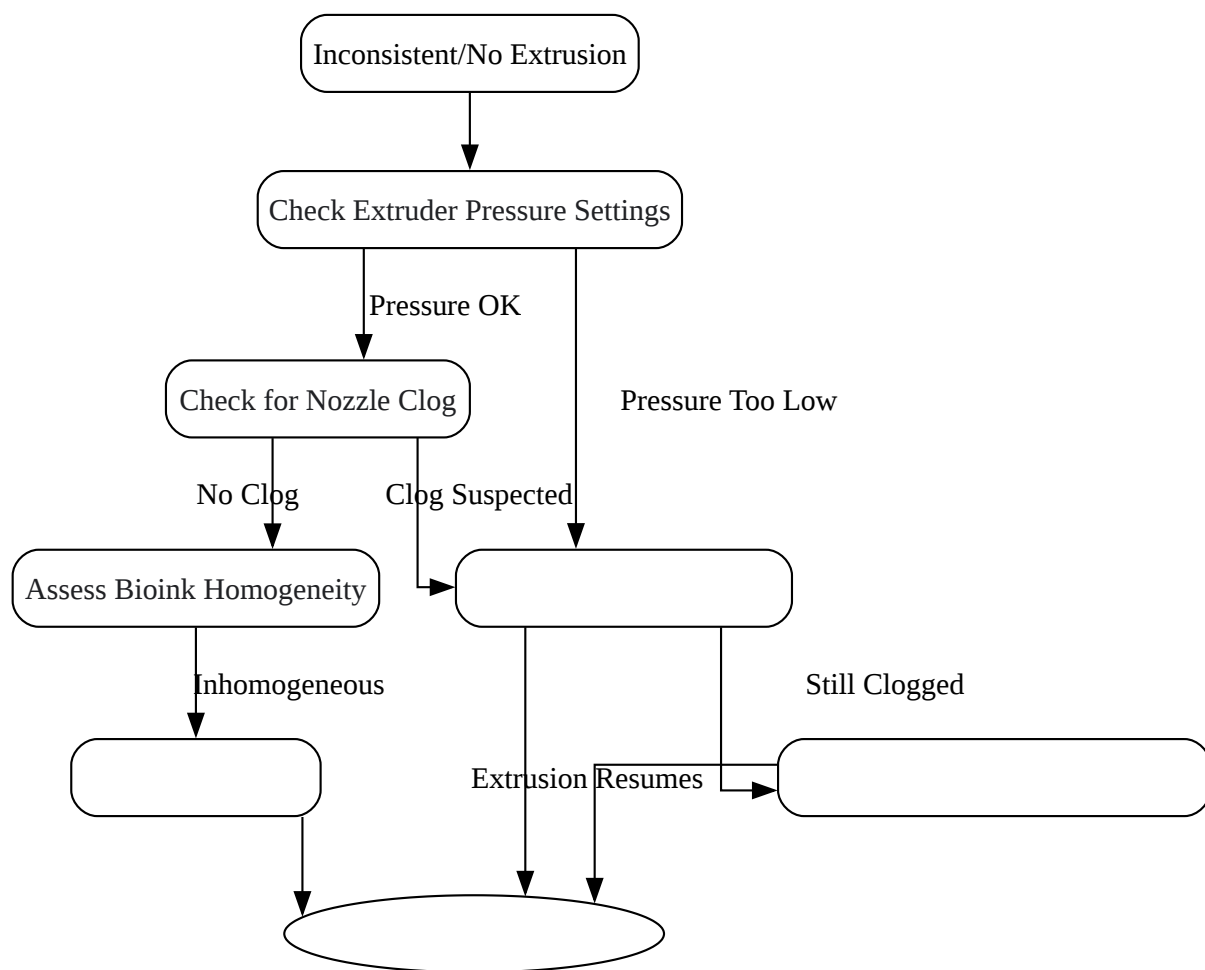 Inconsistent/No Extrusion
Check Extruder Pressure Settings
Pressure OK
Check for Nozzle Clog
Pressure Too Low
No Clog
Clog Suspected
Assess Bioink Homogeneity
Inhomogeneous
Still Clogged
Extrusion Resumes